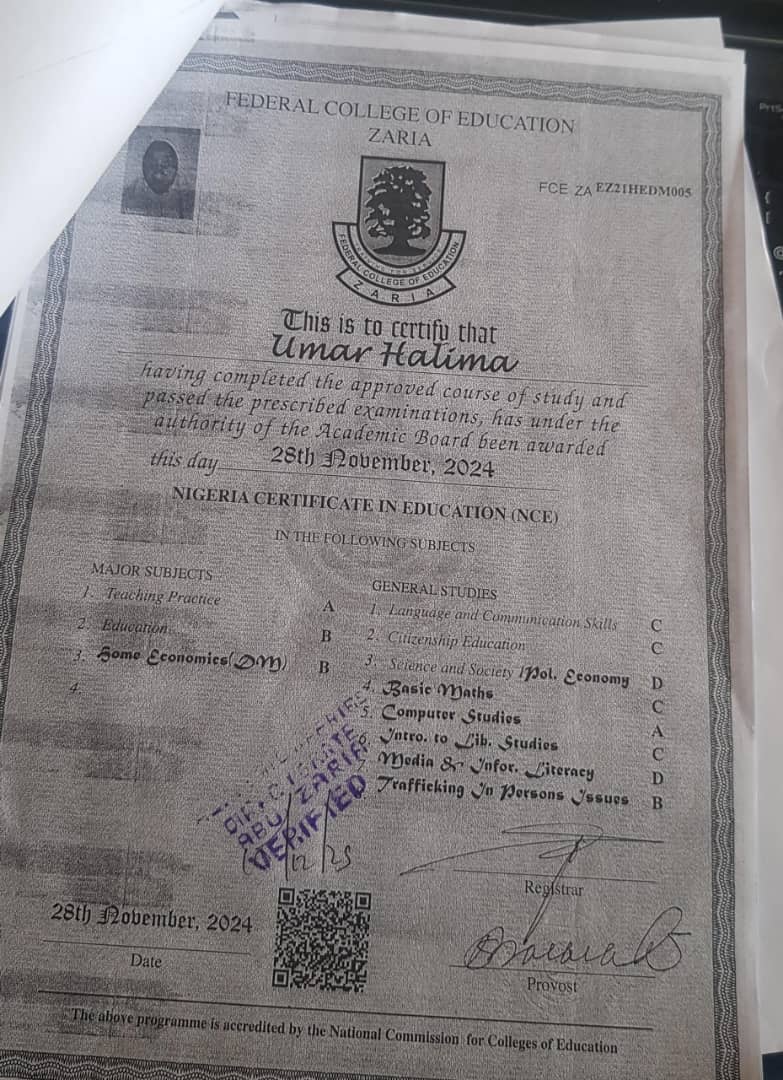 FEDERAL COLLEGE OF EDUCATION
ZARIA
FCE ZA EZ21HEDM005
FEDERAL COLLEGE OF EDUCATION
ZARIA
This is to certify that
Umar Halima
having completed the approved course of study and
passed the prescribed examinations, has under the
authority of the Academic Board been awarded
this day 28th November, 2024
NIGERIA CERTIFICATE IN EDUCATION (NCE)
IN THE FOLLOWING SUBJECTS
MAJOR SUBJECTS
1. Teaching Practice A
2. Education B
3. Home Economics(DM) B
4.
GENERAL STUDIES
1. Language and Communication Skills C
2. Citizenship Education C
3. Science and Society /Pol. Economy D
4. Basic Maths C
5. Computer Studies A
6. Intro. to Lib. Studies C
Media & Infor. Literacy D
Trafficking In Persons Issues B
DIRECTORATE
ABU ZARIA
VERIFIED
12/25
Registrar
28th November, 2024
Date
Provost
The above programme is accredited by the National Commission for Colleges of Education